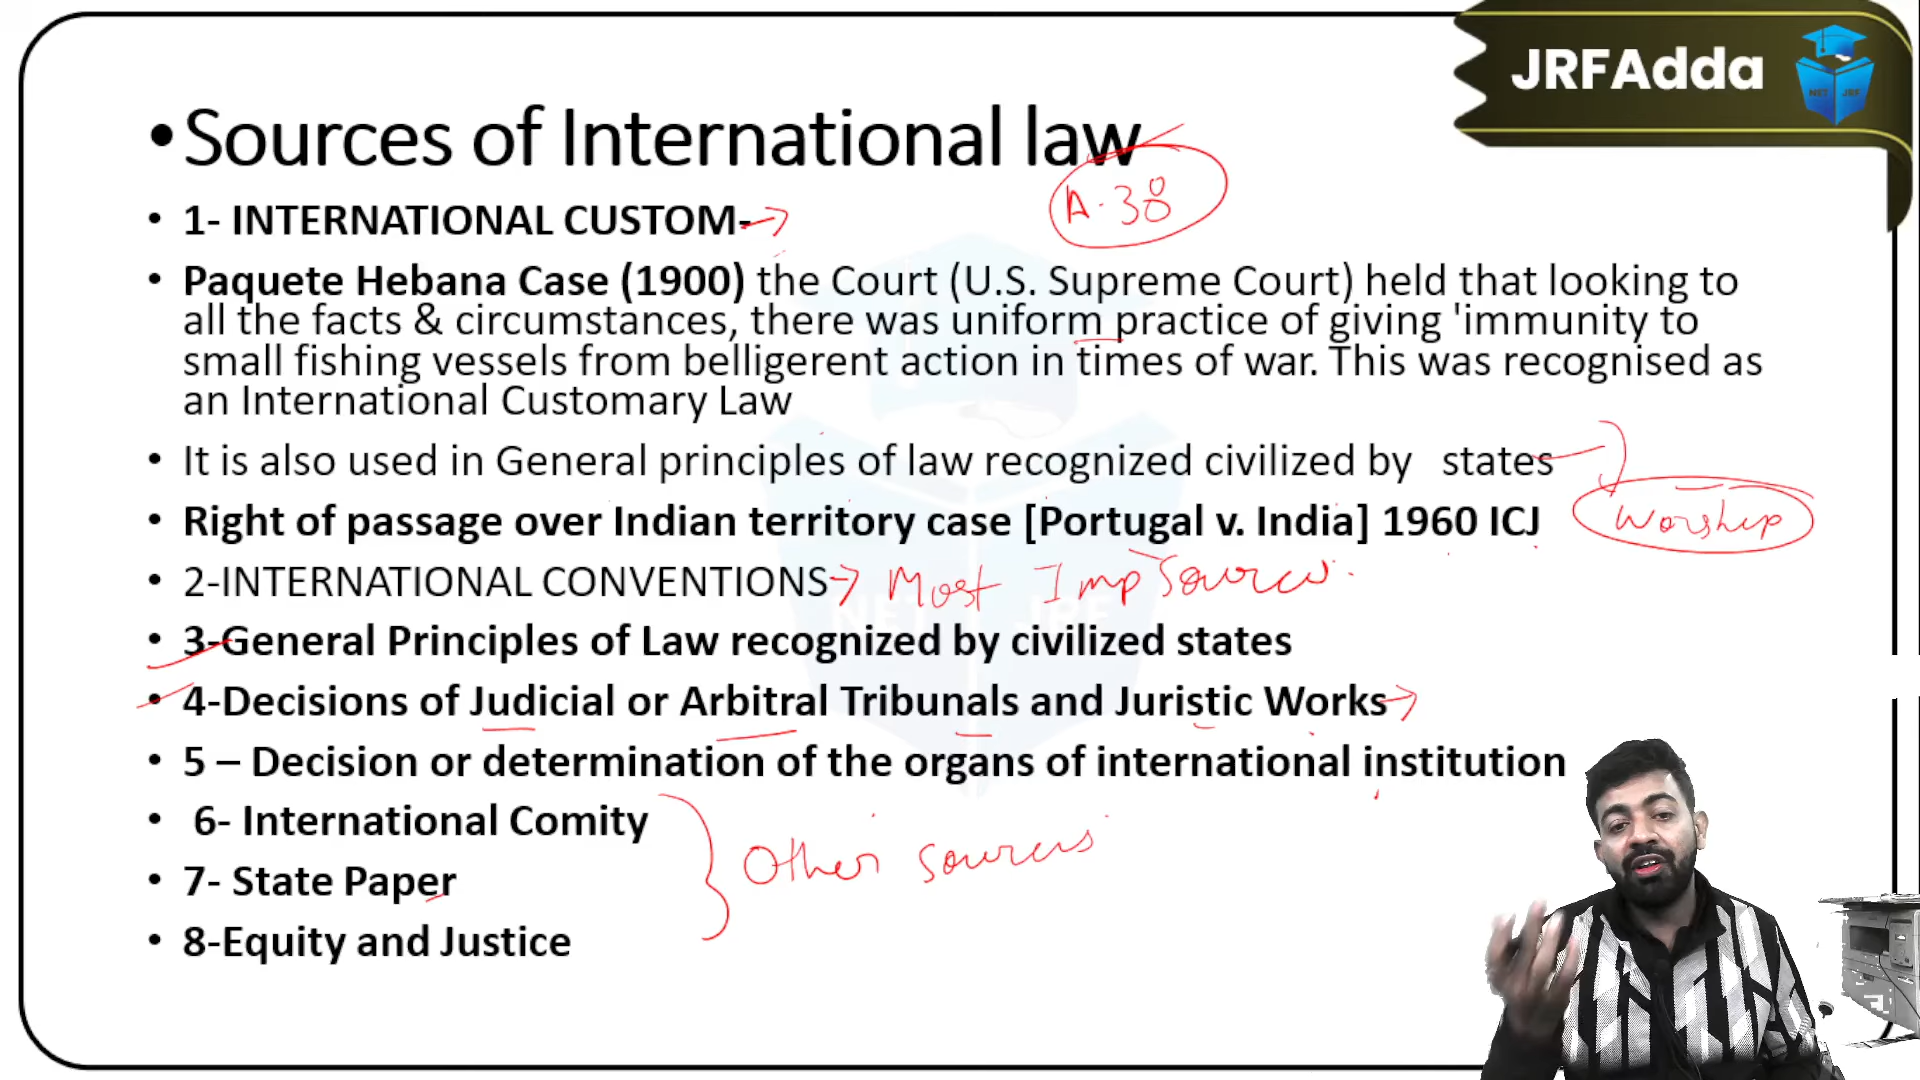 JRFAdda
NET JRF
•Sources of International law
A. 38
• 1- INTERNATIONAL CUSTOM-→
• Paquete Hebana Case (1900) the Court (U.S. Supreme Court) held that looking to
all the facts & circumstances, there was uniform practice of giving 'immunity to
small fishing vessels from belligerent action in times of war. This was recognised as
an International Customary Law
• It is also used in General principles of law recognized civilized by states
• Right of passage over Indian territory case [Portugal v. India] 1960 ICJ
Worship
• 2-INTERNATIONAL CONVENTIONS→ Most Imp Sources.
NET JRF
• 3-General Principles of Law recognized by civilized states
• 4-Decisions of Judicial or Arbitral Tribunals and Juristic Works→
• 5 – Decision or determination of the organs of international institution
• 6- International Comity
• 7- State Paper
Other sources
• 8-Equity and Justice